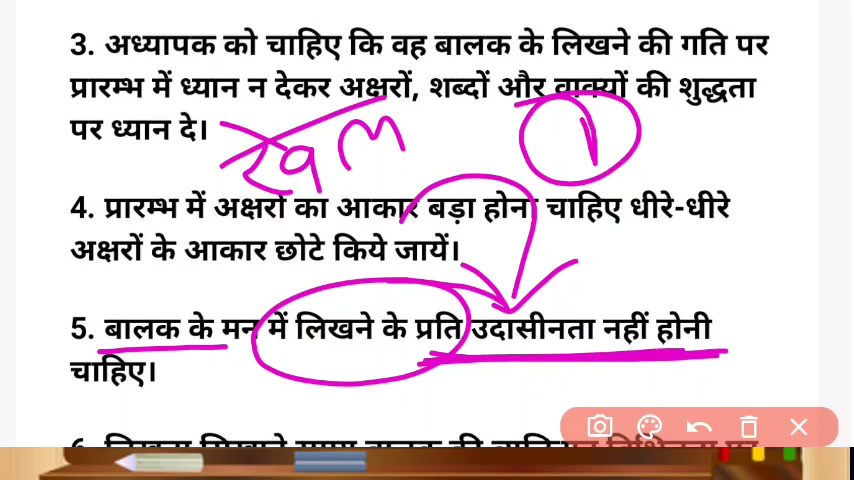 3. अध्यापक को चाहिए कि वह बालक के लिखने की गति पर
प्रारम्भ में ध्यान न देकर अक्षरों, शब्दों और वाक्यों की शुद्धता
पर ध्यान दे।
4. प्रारम्भ में अक्षरों का आकार बड़ा होना चाहिए धीरे-धीरे
अक्षरों के आकार छोटे किये जायें।
5. बालक के मन में लिखने के प्रति उदासीनता नहीं होनी
चाहिए।